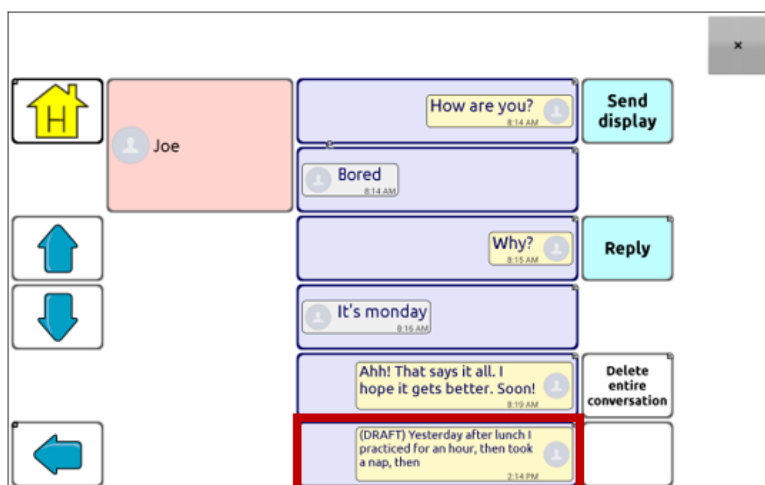 ×
H
Joe
How are you?
8:14 AM
Send
display
Bored
8:14 AM
Why?
8:15 AM
Reply
It's monday
8:16 AM
Ahh! That says it all. I
hope it gets better. Soon!
8:19 AM
Delete
entire
conversation
(DRAFT) Yesterday after lunch I
practiced for an hour, then took
a nap, then
2:14 PM